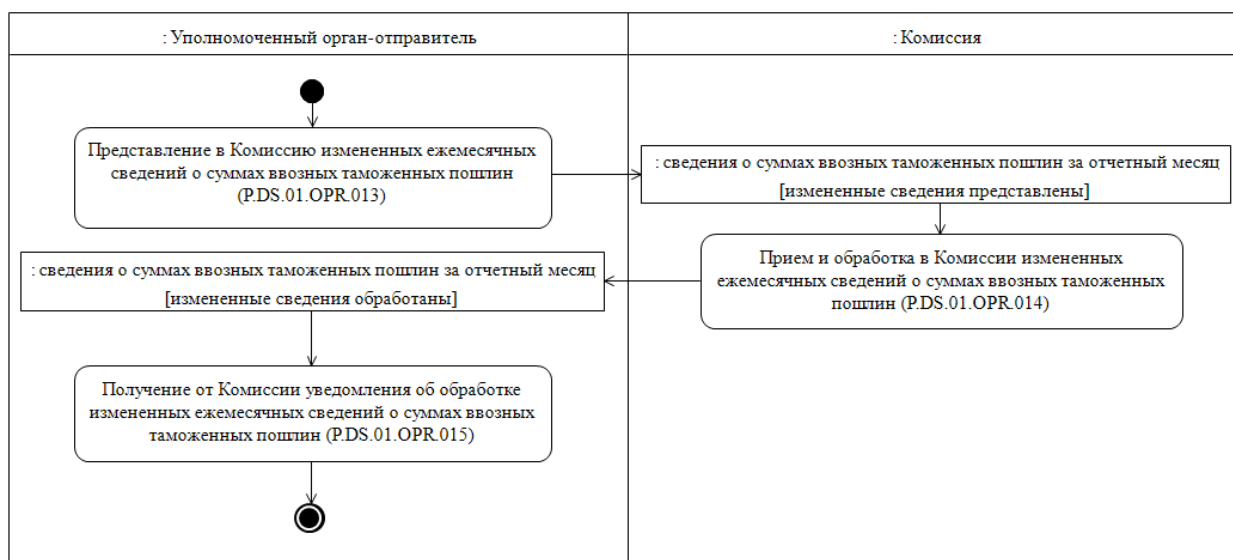 : Уполномоченный орган-отправитель
: Комиссия
Представление в Комиссию измененных ежемесячных
сведений о суммах ввозных таможенных пошлин
(P.DS.01.OPR.013)
: сведения о суммах ввозных таможенных пошлин за отчетный месяц
[измененные сведения представлены]
Прием и обработка в Комиссии измененных
ежемесячных сведений о суммах ввозных таможенных
пошлин (P.DS.01.OPR.014)
: сведения о суммах ввозных таможенных пошлин за отчетный месяц
[измененные сведения обработаны]
Получение от Комиссии уведомления об обработке
измененных ежемесячных сведений о суммах ввозных
таможенных пошлин (P.DS.01.OPR.015)